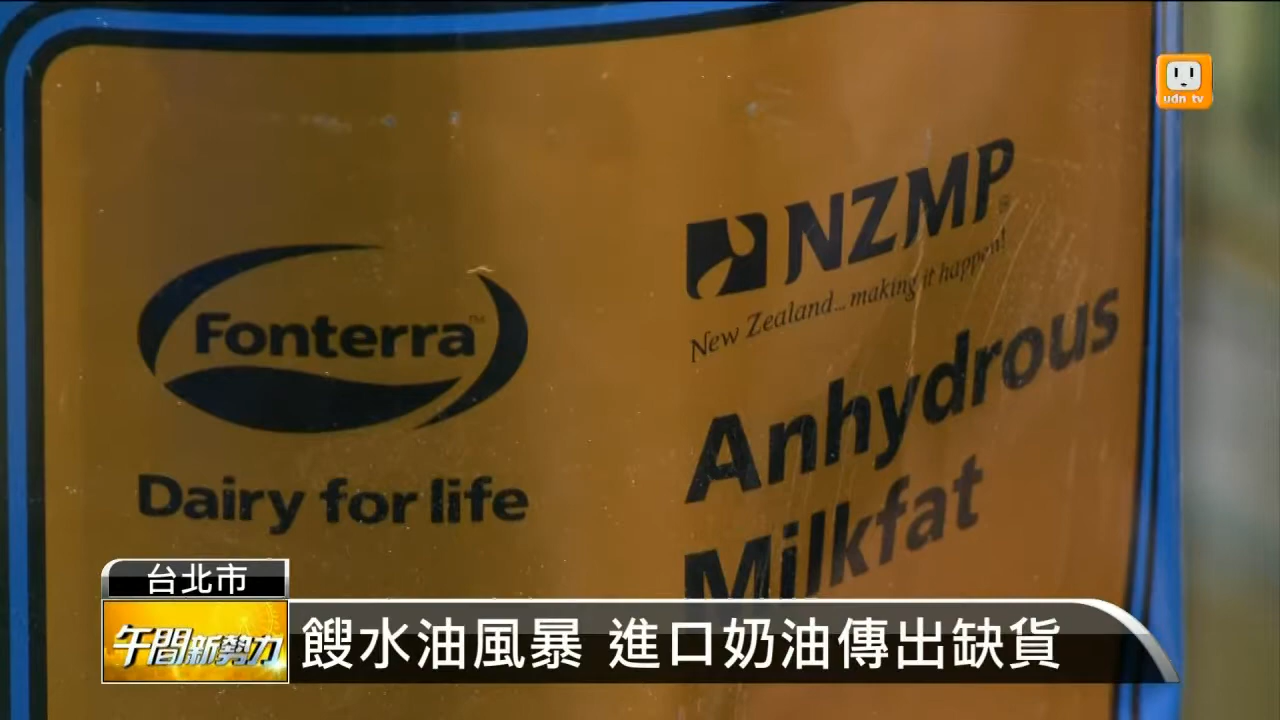 udn tv
NZMP®
New Zealand... making it happen!
Fonterra™
Anhydrous
Milkfat
Dairy for life
台北市
午間新勢力
餿水油風暴 進口奶油傳出缺貨